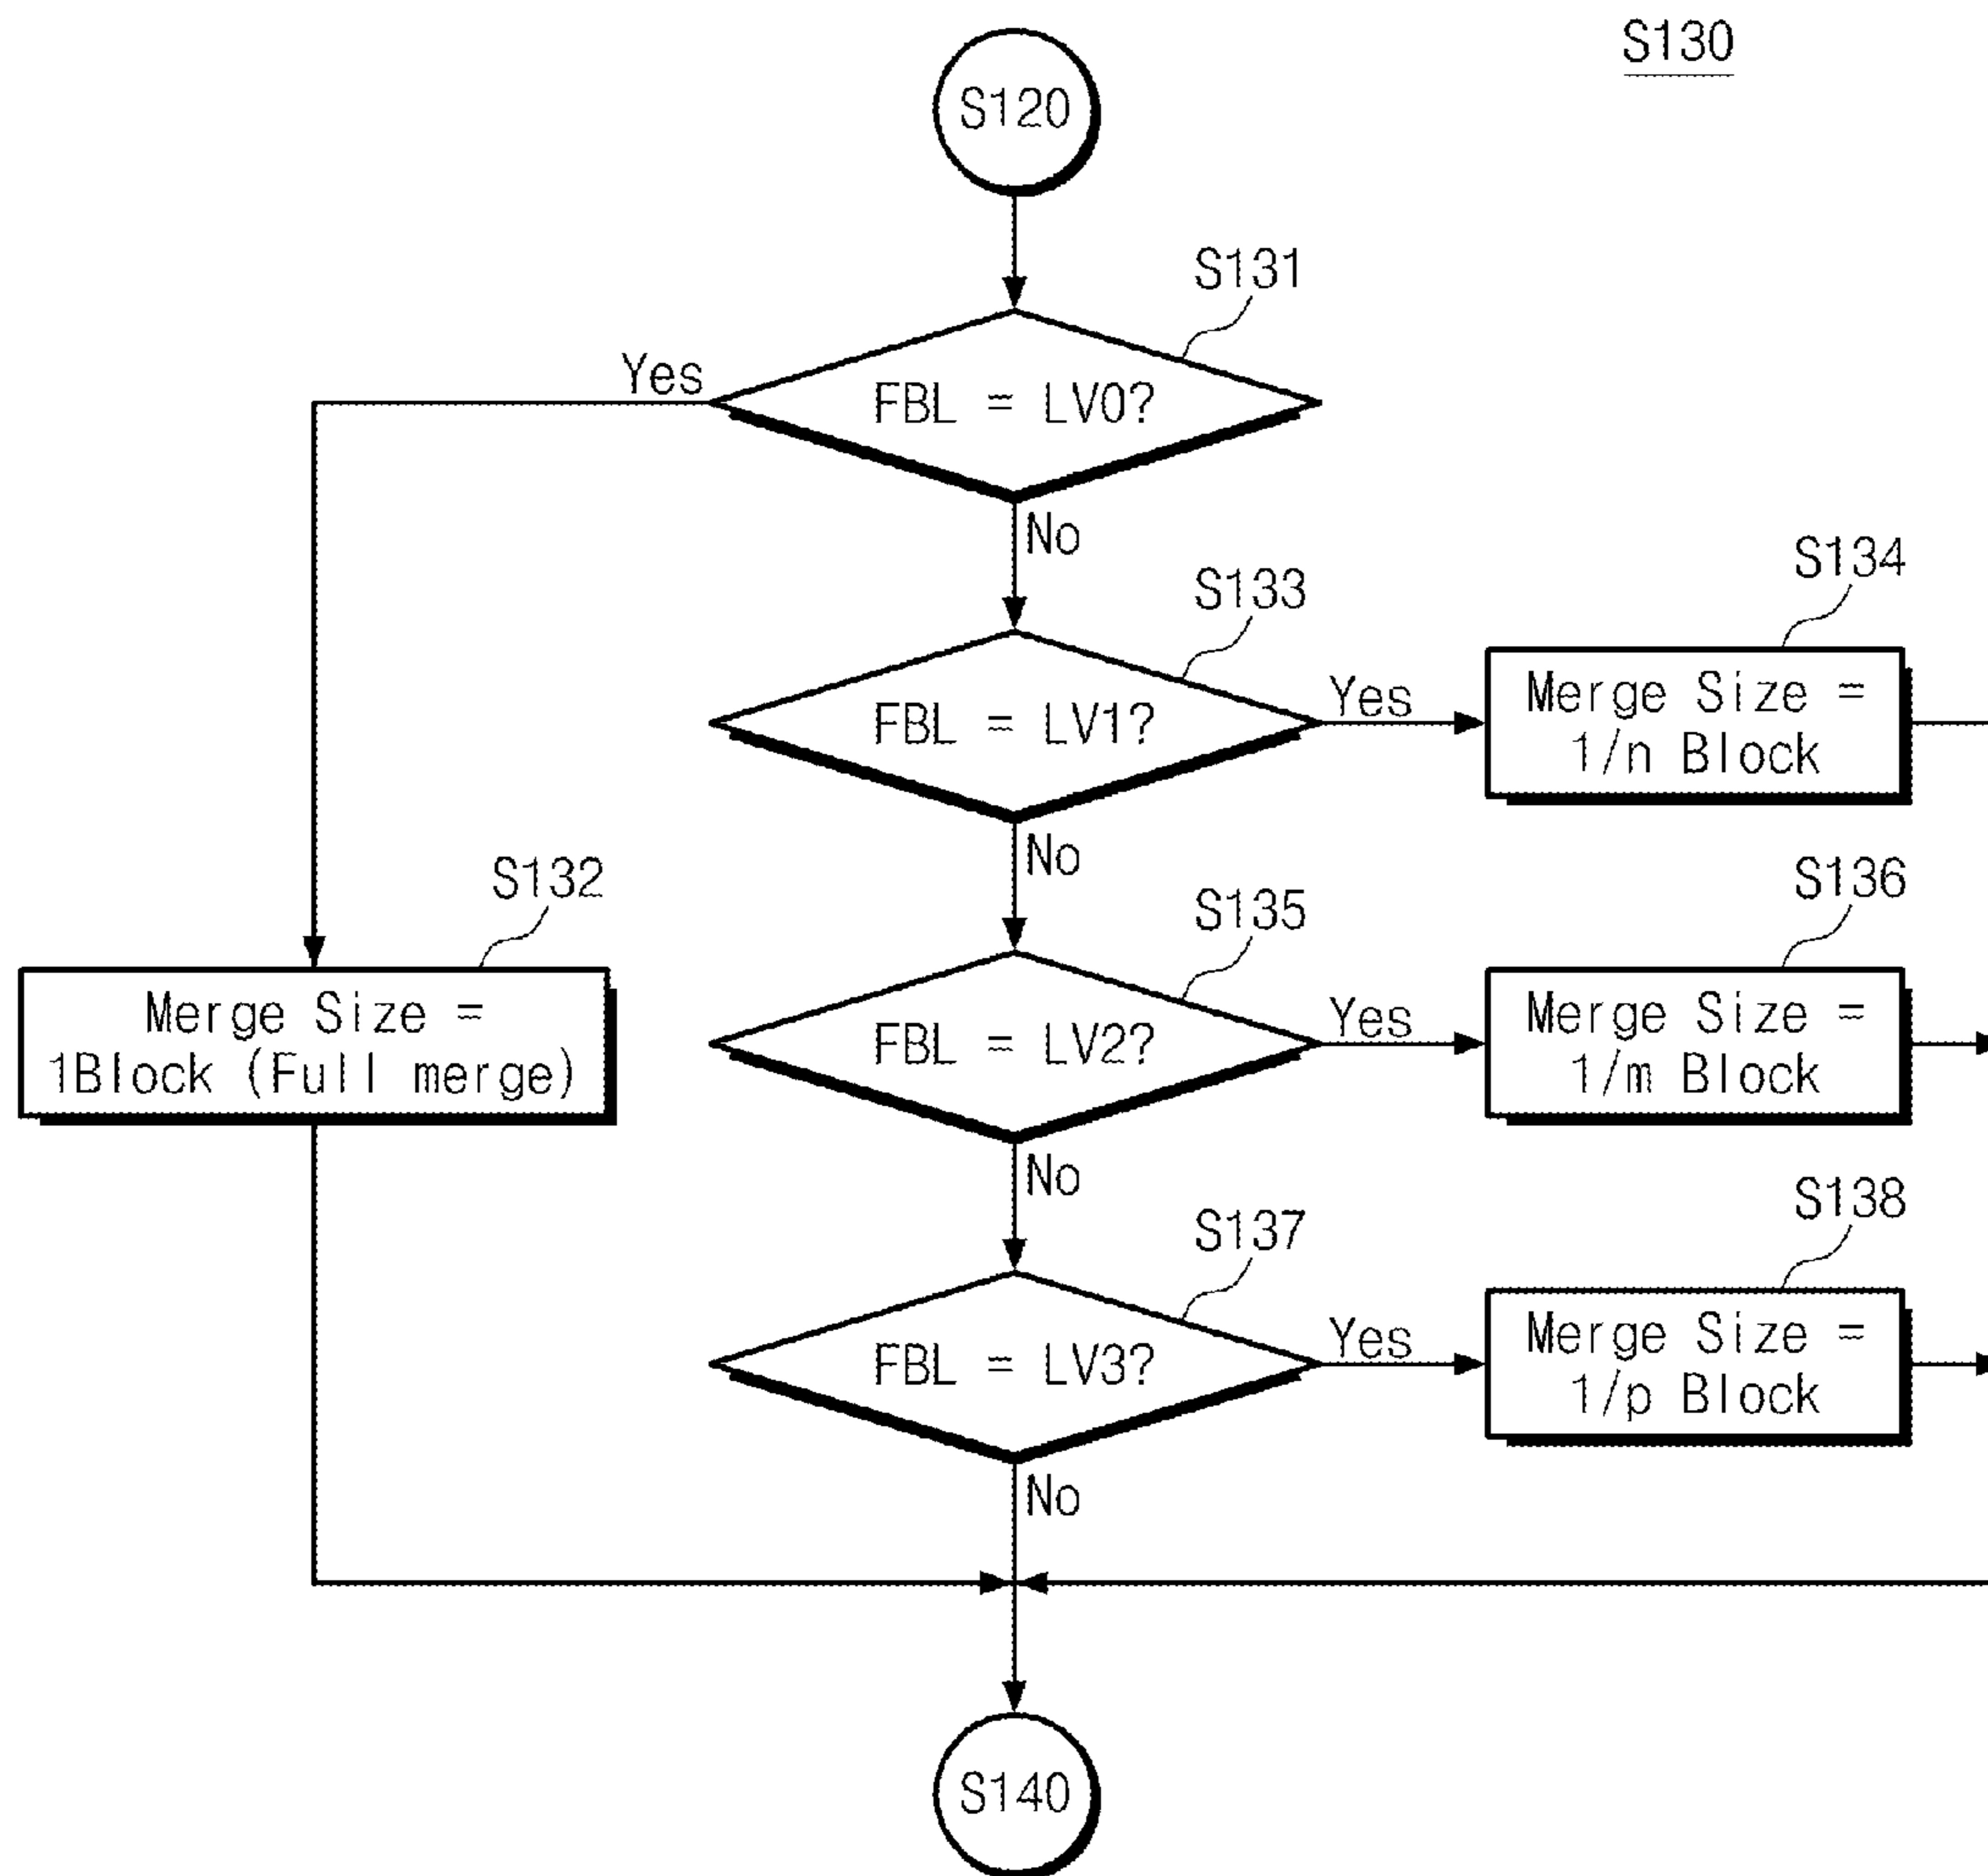 S130
S120
S131
Yes
FBL = LV0?
No
S133
S134
FBL = LV1?
Yes
Merge Size =
1/n Block
No
S132
S135
S136
Merge Size =
1Block (Full merge)
FBL = LV2?
Yes
Merge Size =
1/m Block
No
S137
S138
FBL = LV3?
Yes
Merge Size =
1/p Block
No
S140